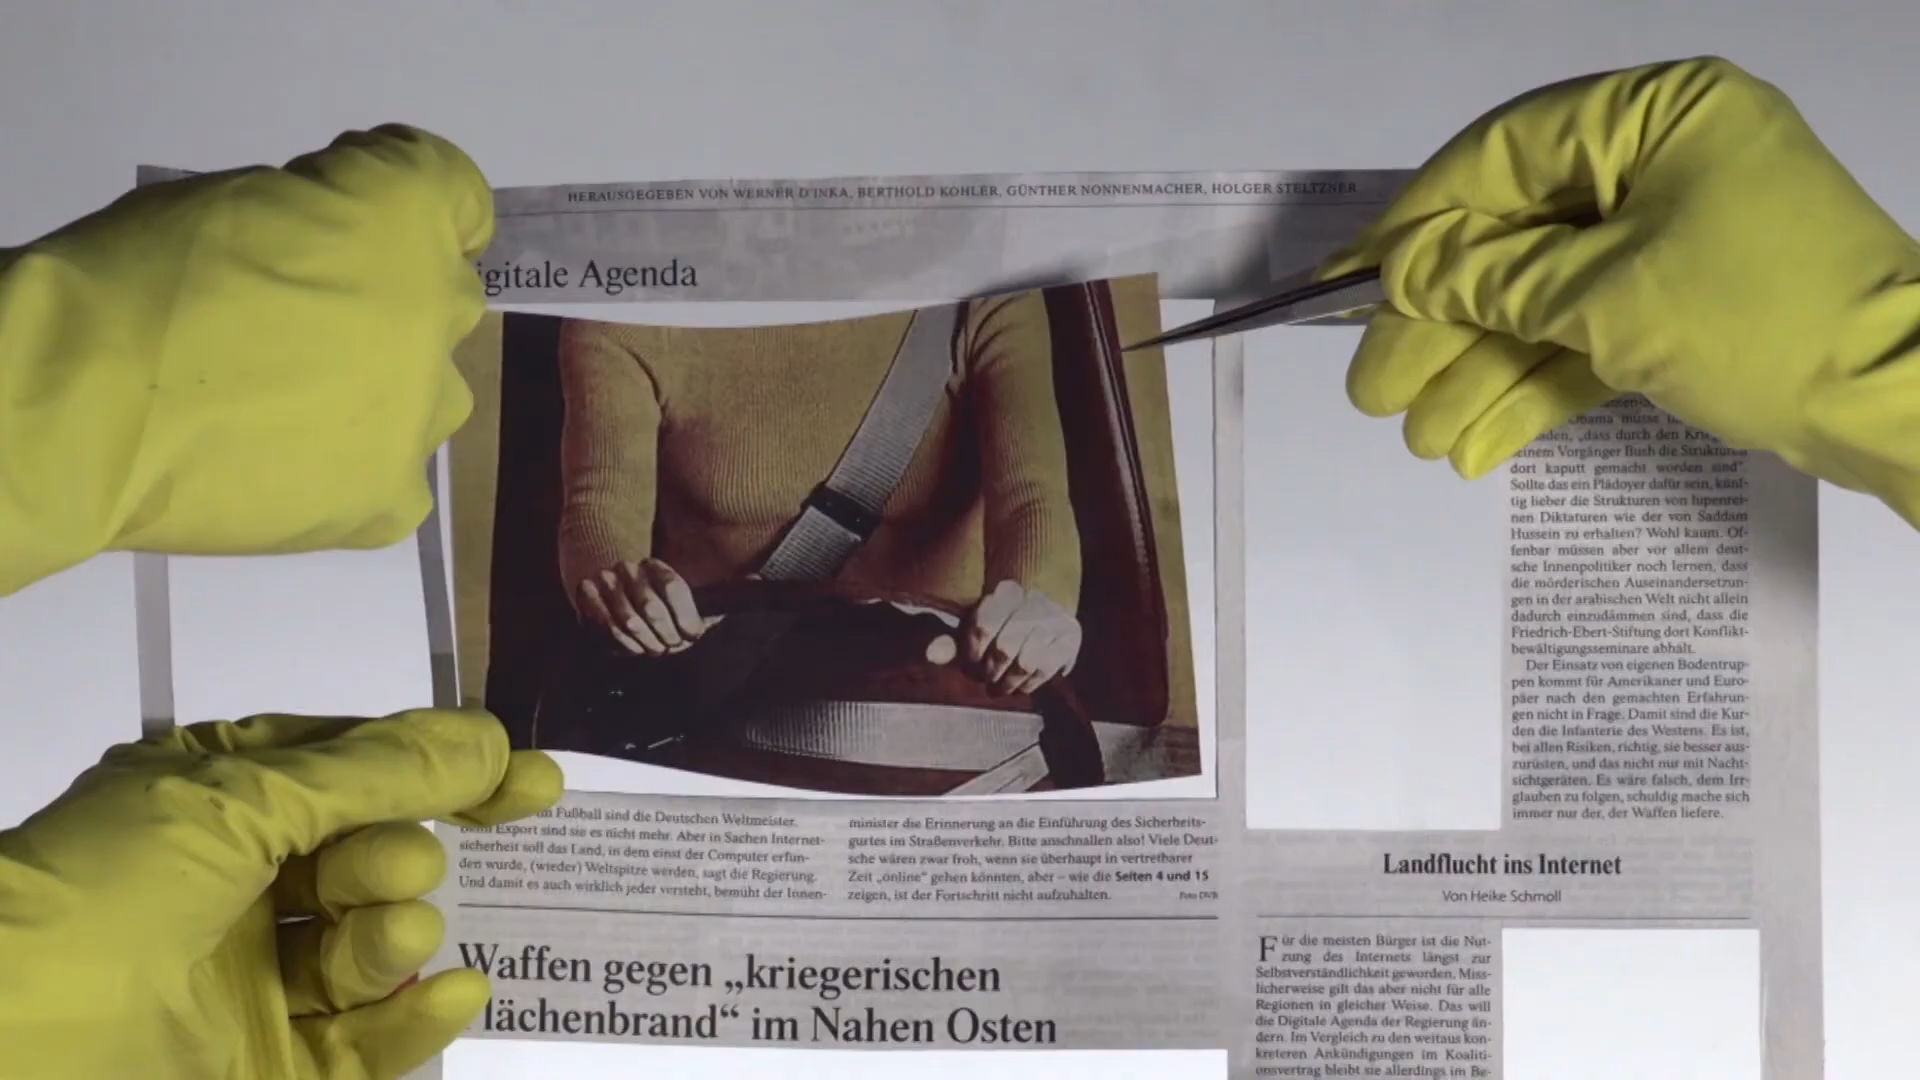 HERAUSGEGEBEN VON WERNER D'INKA, BERTHOLD KOHLER, GÜNTHER NONNENMACHER, HOLGER STELTZNER
igitale Agenda
Fußball sind die Deutschen Weltmeister.
Beim Export sind sie es nicht mehr. Aber in Sachen Internet-
sicherheit soll das Land, in dem einst der Computer erfun-
den wurde, (wieder) Weltspitze werden, sagt die Regierung.
Und damit es auch wirklich jeder versteht, bemüht der Innen-
minister die Erinnerung an die Einführung des Sicherheits-
gurtes im Straßenverkehr. Bitte anschnallen also! Viele Deut-
sche wären zwar froh, wenn sie überhaupt in vertretbarer
Zeit „online“ gehen könnten, aber – wie die Seiten 4 und 15
zeigen, ist der Fortschritt nicht aufzuhalten.
Foto DVR
Waffen gegen „kriegerischen
lächenbrand“ im Nahen Osten
Obama müsse
„dass durch den
seinem Vorgänger Bush die Strukturen
dort kaputt gemacht worden sind“.
Sollte das ein Plädoyer dafür sein, künf-
tig lieber die Strukturen von lupenrei-
nen Diktaturen wie der von Saddam
Hussein zu erhalten? Wohl kaum. Of-
fenbar müssen aber vor allem deut-
sche Innenpolitiker noch lernen, dass
die mörderischen Auseinandersetzun-
gen in der arabischen Welt nicht allein
dadurch einzudämmen sind, dass die
Friedrich-Ebert-Stiftung dort Konflikt-
bewältigungsseminare abhält.
Der Einsatz von eigenen Bodentrup-
pen kommt für Amerikaner und Euro-
päer nach den gemachten Erfahrun-
gen nicht in Frage. Damit sind die Kur-
den die Infanterie des Westens. Es ist,
bei allen Risiken, richtig, sie besser aus-
zurüsten, und das nicht nur mit Nacht-
sichtgeräten. Es wäre falsch, dem Irr-
glauben zu folgen, schuldig mache sich
immer nur der, der Waffen liefere.
Landflucht ins Internet
Von Heike Schmoll
Für die meisten Bürger ist die Nut-
zung des Internets längst zur
Selbstverständlichkeit geworden. Miss-
licherweise gilt das aber nicht für alle
Regionen in gleicher Weise. Das will
die Digitale Agenda der Regierung än-
dern. Im Vergleich zu den weitaus kon-
kreteren Ankündigungen im Koaliti-
onsvertrag bleibt sie allerdings im Be-